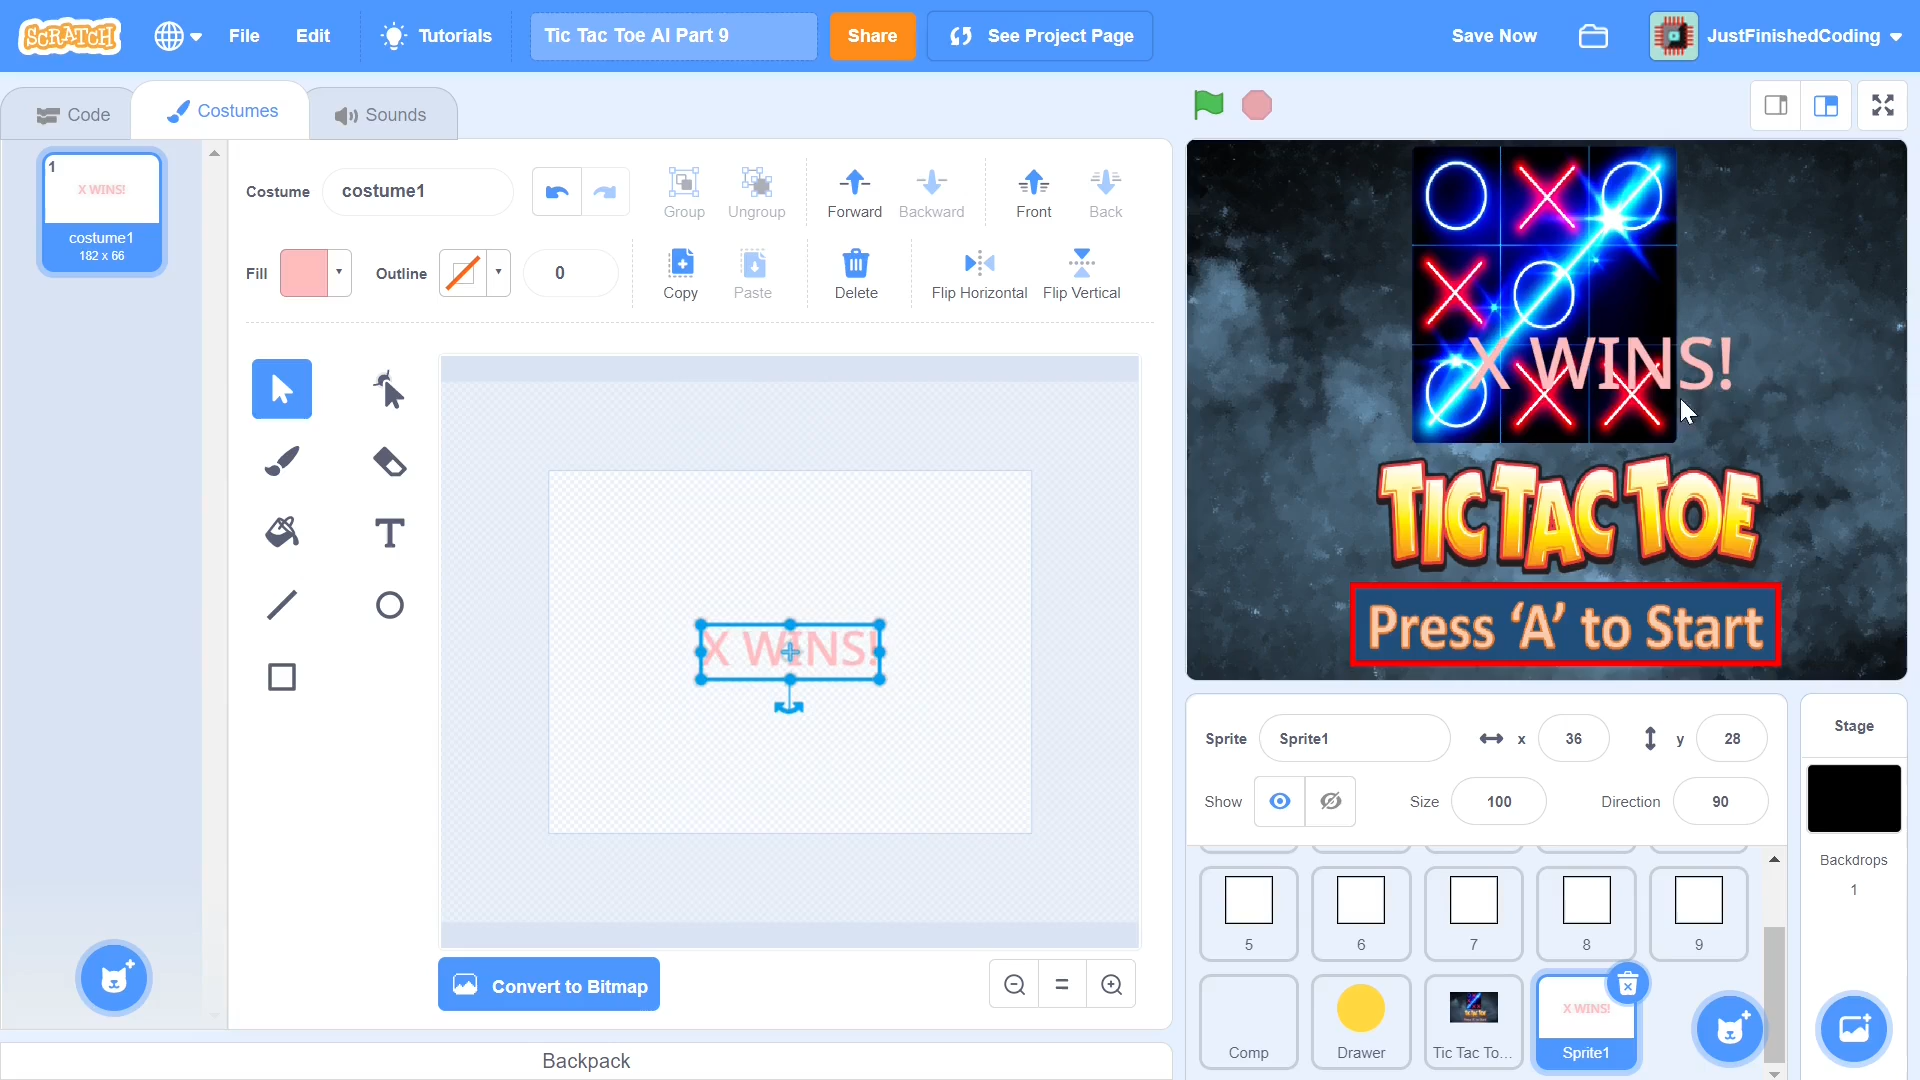 SCRATCH
File
Edit
Tutorials
Tic Tac Toe AI Part 9
Share
See Project Page
Save Now
JustFinishedCoding
Code
Costumes
Sounds
1
X WINS!
costume1
182 x 66
Costume
costume1
Group
Ungroup
Forward
Backward
Front
Back
Fill
Outline
0
Copy
Paste
Delete
Flip Horizontal
Flip Vertical
T
X WINS!
Convert to Bitmap
Backpack
X WINS!
TIC TAC TOE
Press ‘A’ to Start
Sprite
Sprite1
x
36
y
28
Show
Size
100
Direction
90
5
6
7
8
9
Comp
Drawer
Tic Tac To...
X WINS!
Sprite1
Stage
Backdrops
1